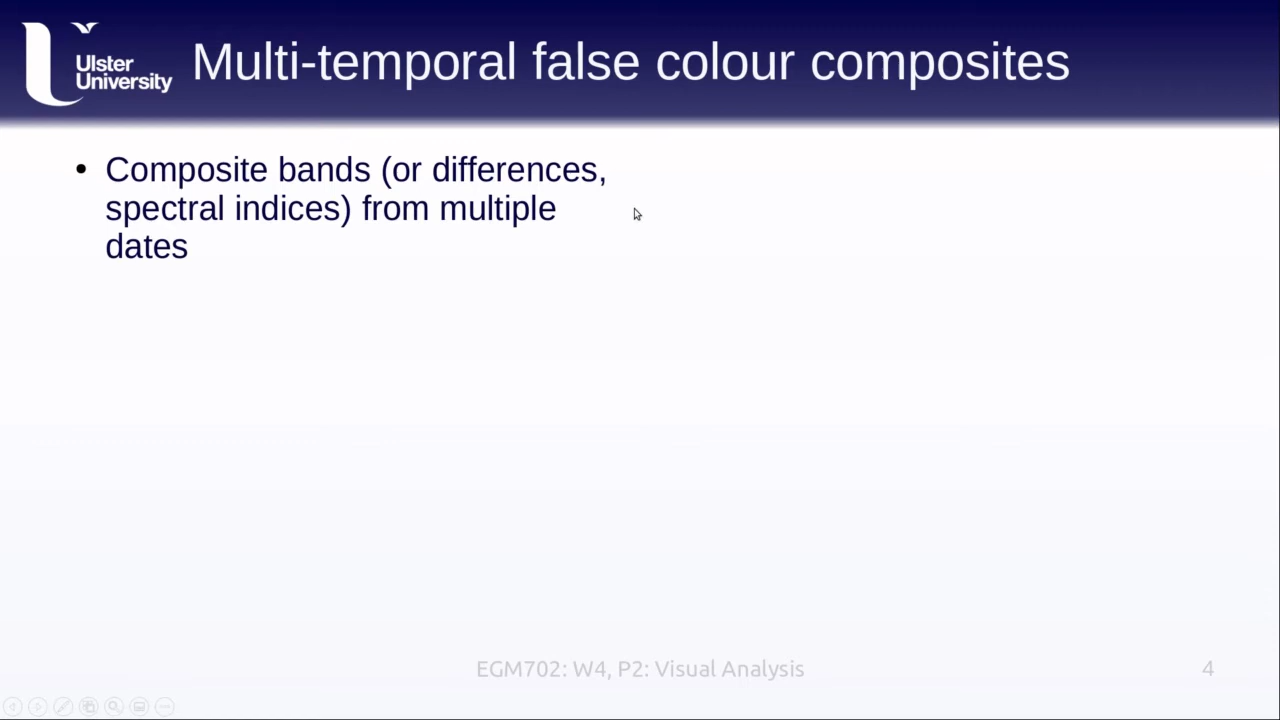 Ulster
University
Multi-temporal false colour composites
• Composite bands (or differences,
spectral indices) from multiple
dates
EGM702: W4, P2: Visual Analysis
4